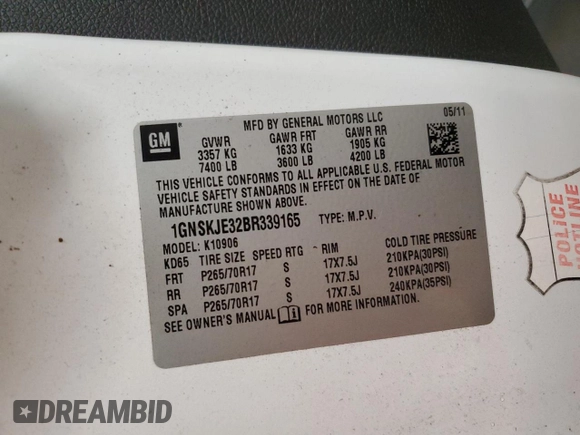 GM
MFD BY GENERAL MOTORS LLC
05/11
GVWR GAWR FRT GAWR RR
3357 KG 1633 KG 1905 KG
7400 LB 3600 LB 4200 LB
THIS VEHICLE CONFORMS TO ALL APPLICABLE U.S. FEDERAL MOTOR
VEHICLE SAFETY STANDARDS IN EFFECT ON THE DATE OF
MANUFACTURE SHOWN ABOVE.
1GNSKJE32BR339165 TYPE: M.P.V.
MODEL: K10906
KD65 TIRE SIZE SPEED RTG RIM COLD TIRE PRESSURE
FRT P265/70R17 S 17X7.5J 210KPA(30PSI)
RR P265/70R17 S 17X7.5J 210KPA(30PSI)
SPA P265/70R17 S 17X7.5J 240KPA(35PSI)
SEE OWNER'S MANUAL FOR MORE INFORMATION.
POLICE
HOTLINE
DREAMBID